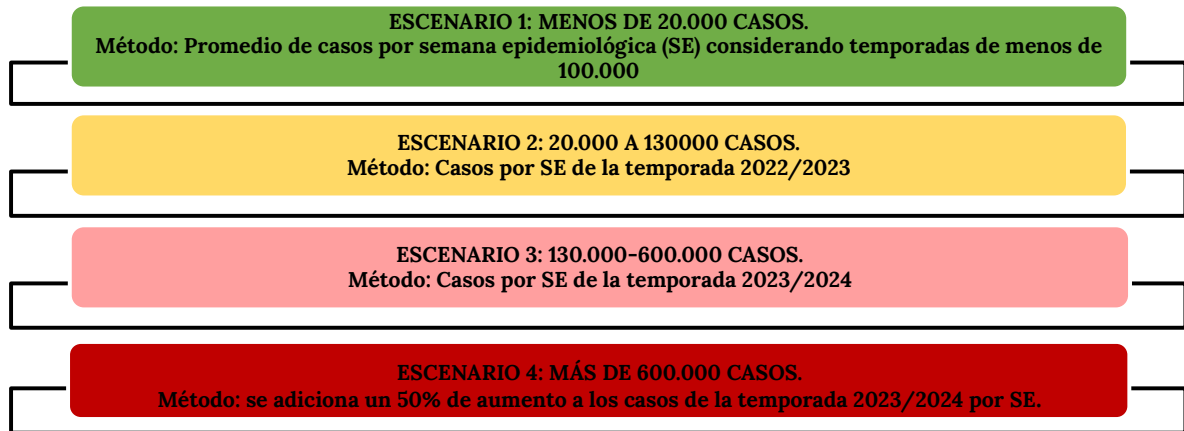 ESCENARIO 1: MENOS DE 20.000 CASOS.
Método: Promedio de casos por semana epidemiológica (SE) considerando temporadas de menos de
100.000
ESCENARIO 2: 20.000 A 130000 CASOS.
Método: Casos por SE de la temporada 2022/2023
ESCENARIO 3: 130.000-600.000 CASOS.
Método: Casos por SE de la temporada 2023/2024
ESCENARIO 4: MÁS DE 600.000 CASOS.
Método: se adiciona un 50% de aumento a los casos de la temporada 2023/2024 por SE.